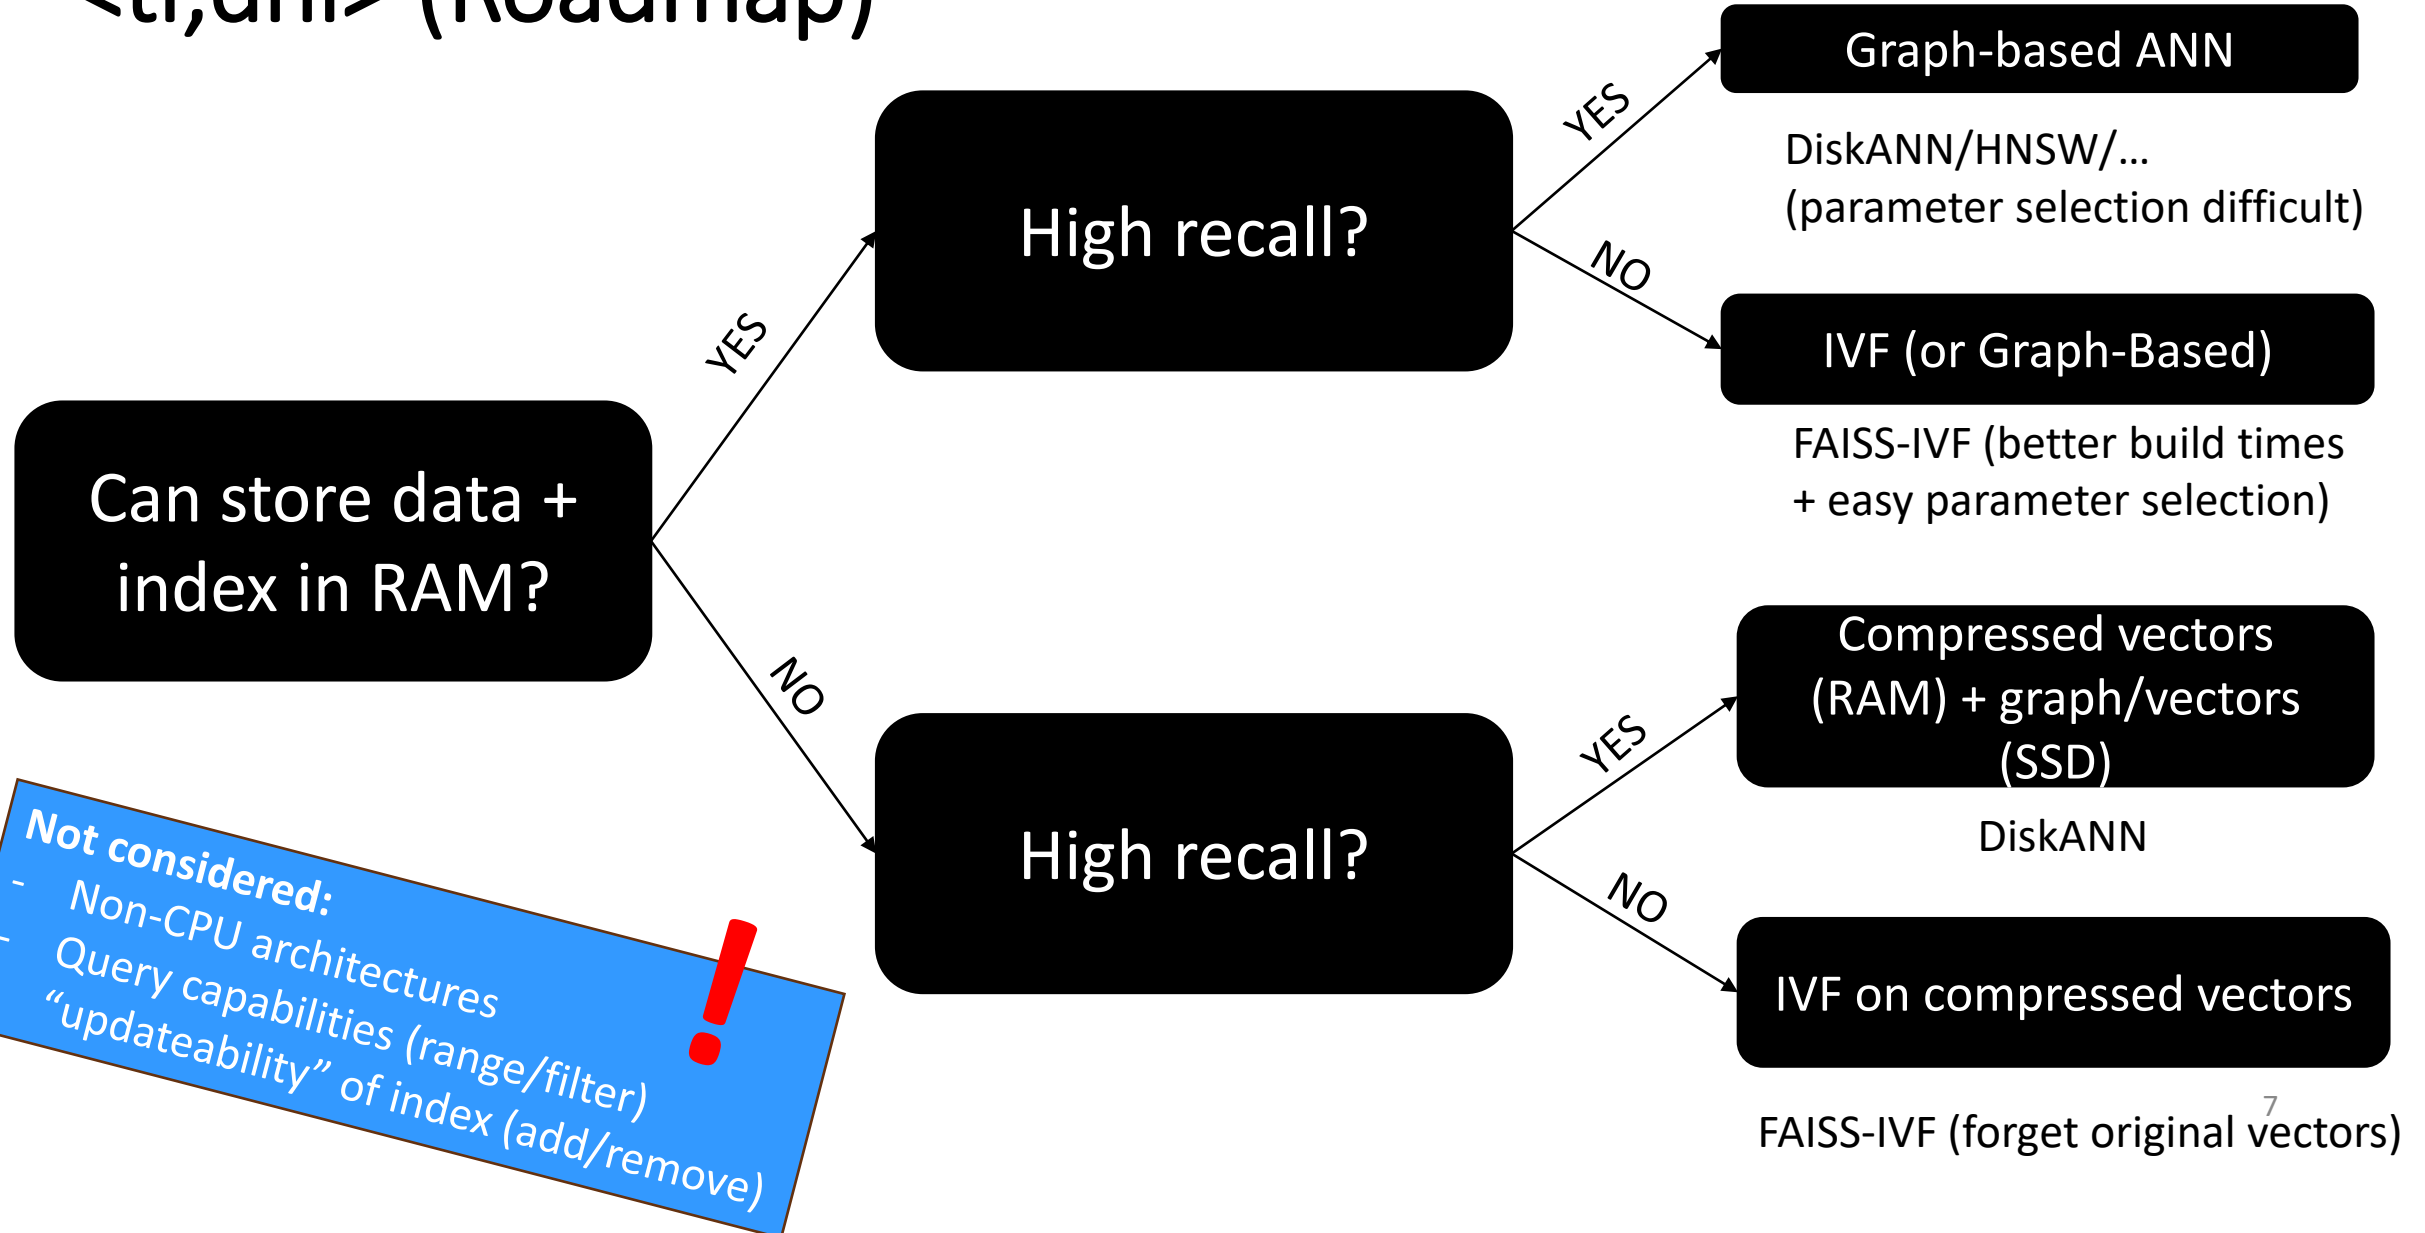 (Roadmap)
Can store data +
index in RAM?
YES
NO
High recall?
YES
NO
Graph-based ANN
DiskANN/HNSW/...
(parameter selection difficult)
IVF (or Graph-Based)
FAISS-IVF (better build times
+ easy parameter selection)
High recall?
YES
NO
Compressed vectors
(RAM) + graph/vectors
(SSD)
DiskANN
IVF on compressed vectors
FAISS-IVF (forget original vectors)
Not considered:
- Non-CPU architectures
- Query capabilities (range/filter)
“updateability” of index (add/remove)
!
7